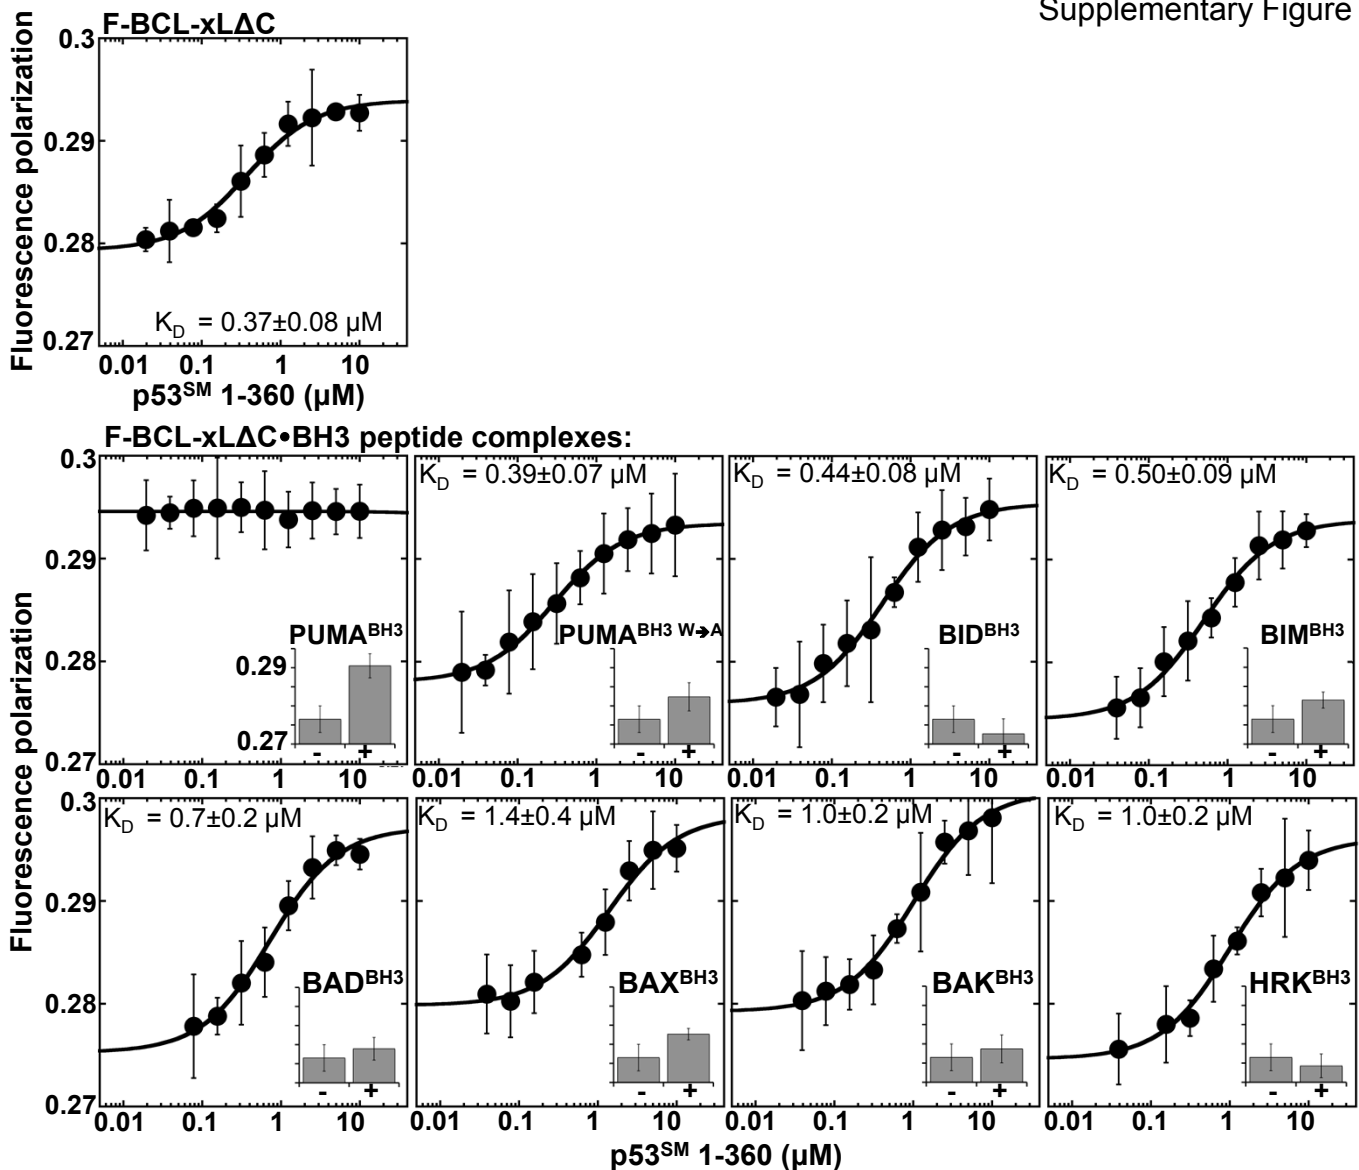 Supplementary Figure
F-BCL-xLΔC
Fluorescence polarization
0.3
0.29
0.28
0.27
K_D = 0.37±0.08 µM
0.01 0.1 1 10
p53^SM 1-360 (µM)
F-BCL-xLΔC•BH3 peptide complexes:
Fluorescence polarization
0.3
0.29
0.28
0.27
PUMA^BH3
0.29
0.27
- +
0.01 0.1 1 10
K_D = 0.39±0.07 µM
PUMA^BH3 W→A
- +
0.01 0.1 1 10
K_D = 0.44±0.08 µM
BID^BH3
- +
0.01 0.1 1 10
K_D = 0.50±0.09 µM
BIM^BH3
- +
0.01 0.1 1 10
0.3
0.29
0.28
0.27
K_D = 0.7±0.2 µM
BAD^BH3
- +
0.01 0.1 1 10
K_D = 1.4±0.4 µM
BAX^BH3
- +
0.01 0.1 1 10
K_D = 1.0±0.2 µM
BAK^BH3
- +
0.01 0.1 1 10
K_D = 1.0±0.2 µM
HRK^BH3
- +
0.01 0.1 1 10
p53^SM 1-360 (µM)